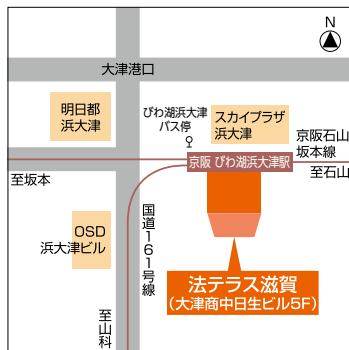 N
大津港口
明日都
浜大津
びわ湖浜大津
バス停
スカイプラザ
浜大津
京阪石山
坂本線
京阪 びわ湖浜大津駅
至坂本
至石山
OSD
浜大津ビル
国道161号線
法テラス滋賀
(大津商中日生ビル5F)
至山科